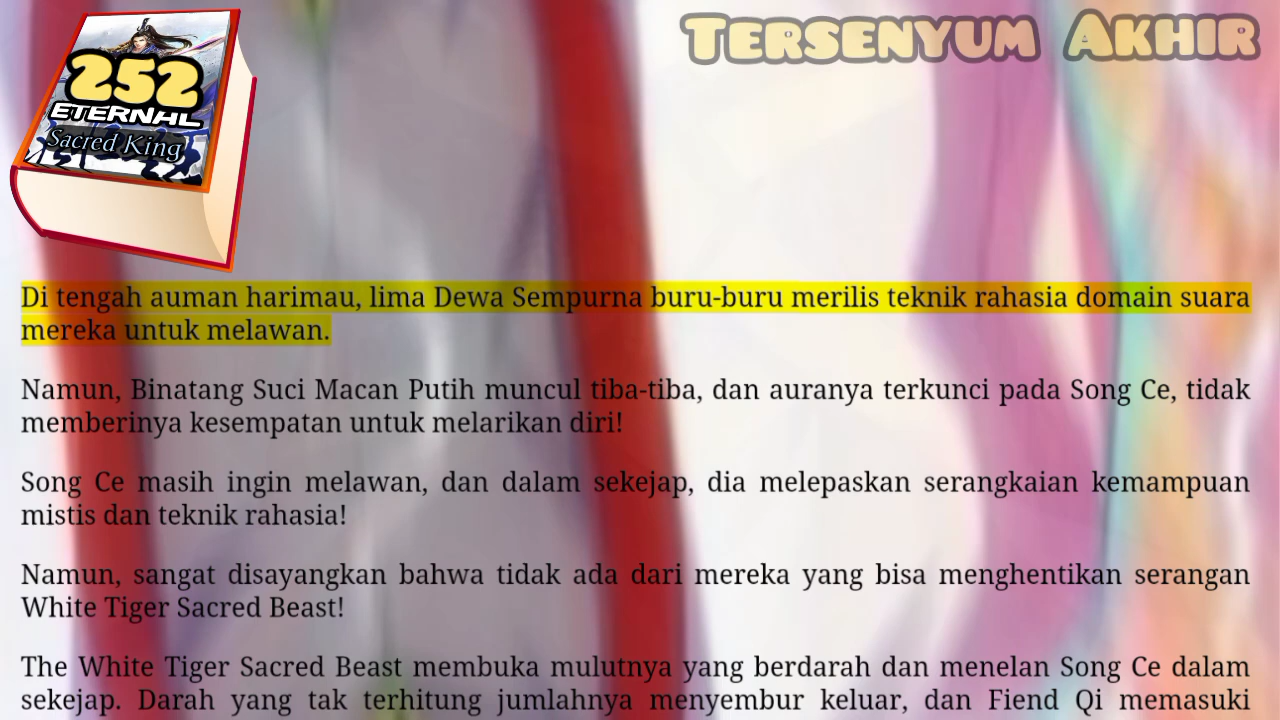 252
ETERNAL
Sacred King
TERSENYUM AKHIR
Di tengah auman harimau, lima Dewa Sempurna buru-buru merilis teknik rahasia domain suara
mereka untuk melawan.
Namun, Binatang Suci Macan Putih muncul tiba-tiba, dan auranya terkunci pada Song Ce, tidak
memberinya kesempatan untuk melarikan diri!
Song Ce masih ingin melawan, dan dalam sekejap, dia melepaskan serangkaian kemampuan
mistis dan teknik rahasia!
Namun, sangat disayangkan bahwa tidak ada dari mereka yang bisa menghentikan serangan
White Tiger Sacred Beast!
The White Tiger Sacred Beast membuka mulutnya yang berdarah dan menelan Song Ce dalam
sekejap. Darah yang tak terhitung jumlahnya menyembur keluar, dan Fiend Qi memasuki